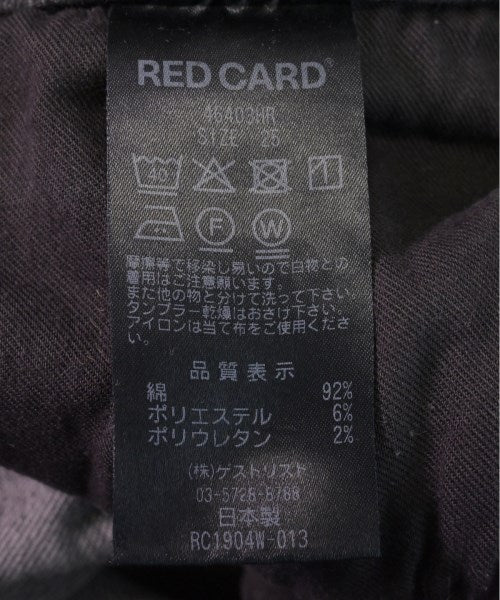 RED CARD®
46403HR
SIZE 25
40
F
W
摩擦等で移染し易いので白物との
着用はご注意願います。
また他の物と分けて洗って下さい。
タンブラー乾燥はおさけ下さい。
アイロンは当て布をご使用くださ
い。
品質表示
綿 92%
ポリエステル 6%
ポリウレタン 2%
(株)ゲストリスト
03-5728-8788
日本製
RC1904W-013